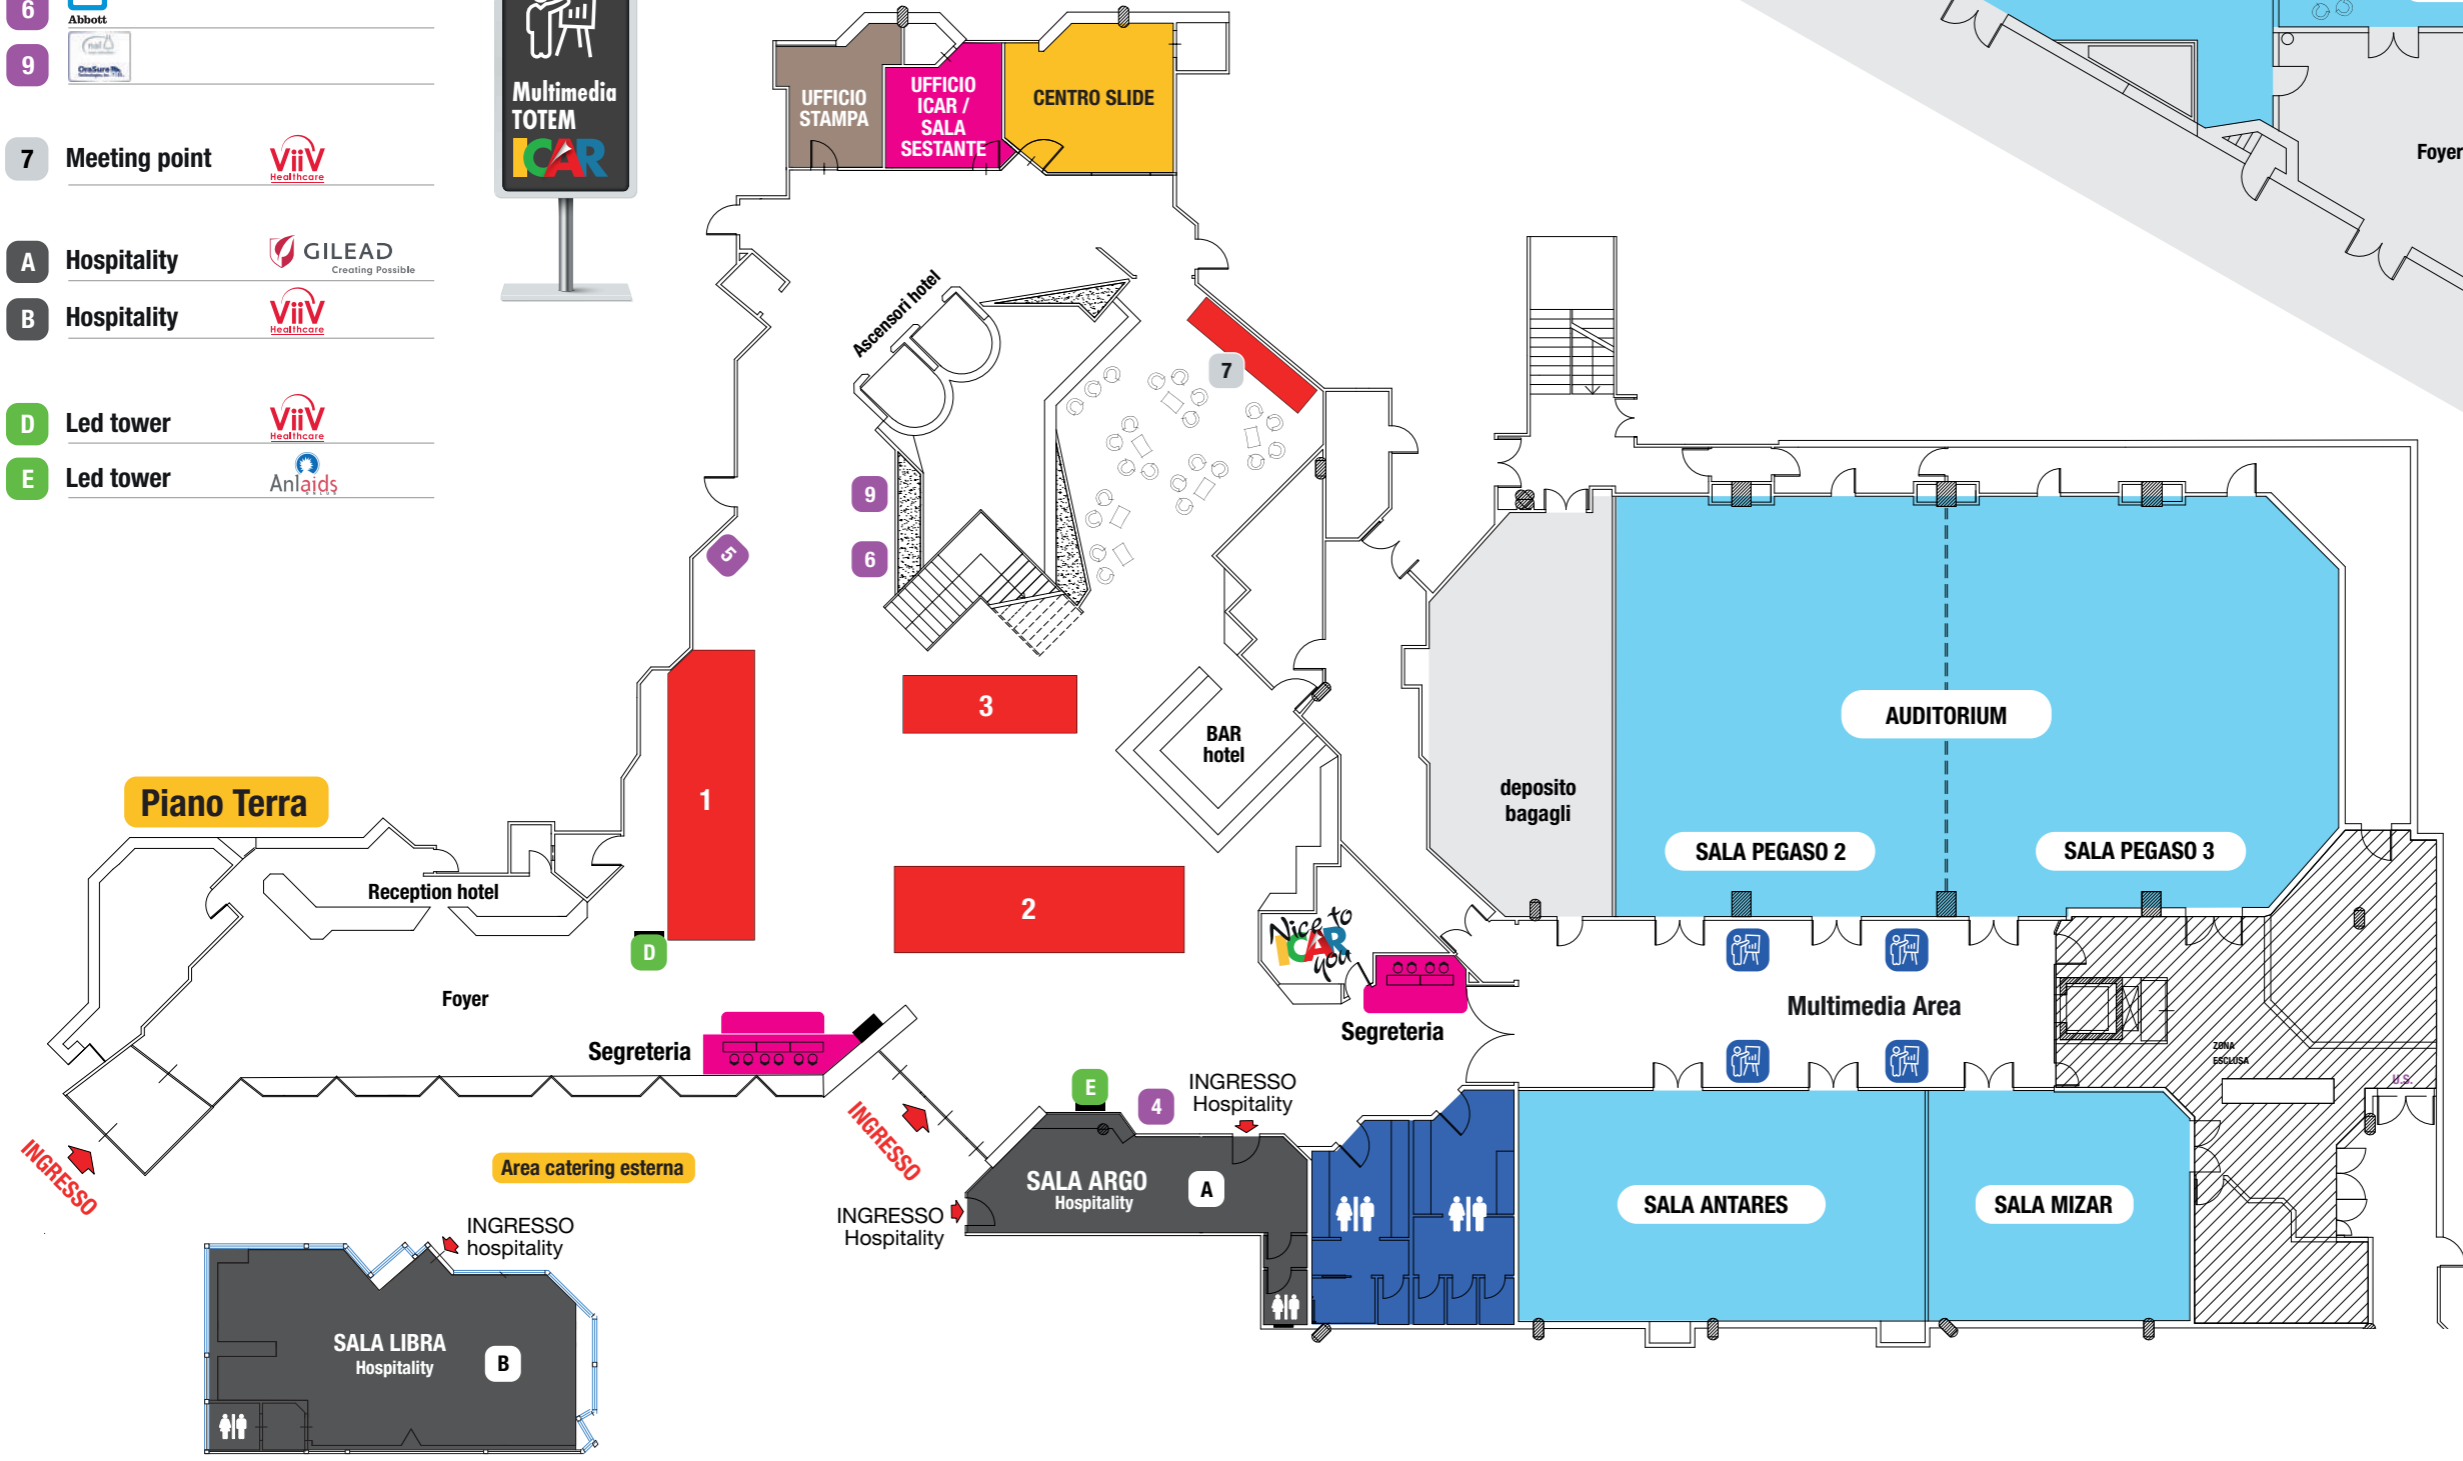 6
Abbott
9
OraSure
7
Meeting point
ViiV
Healthcare
A
Hospitality
GILEAD
Creating Possible
B
Hospitality
ViiV
Healthcare
D
Led tower
ViiV
Healthcare
E
Led tower
Anlaids
Multimedia
TOTEM
ICAR
UFFICIO
STAMPA
UFFICIO
ICAR /
SALA
SESTANTE
CENTRO SLIDE
Foyer
Ascensori hotel
7
9
6
5
3
1
2
BAR
hotel
deposito
bagagli
AUDITORIUM
SALA PEGASO 2
SALA PEGASO 3
Piano Terra
Reception hotel
D
Foyer
Segreteria
Nice to
ICAR
you
Segreteria
Multimedia Area
ZONA
ESCLUSA
U.S.
E
4
INGRESSO
Hospitality
INGRESSO
INGRESSO
Area catering esterna
SALA ARGO
Hospitality
A
INGRESSO
Hospitality
SALA ANTARES
SALA MIZAR
INGRESSO
hospitality
SALA LIBRA
Hospitality
B